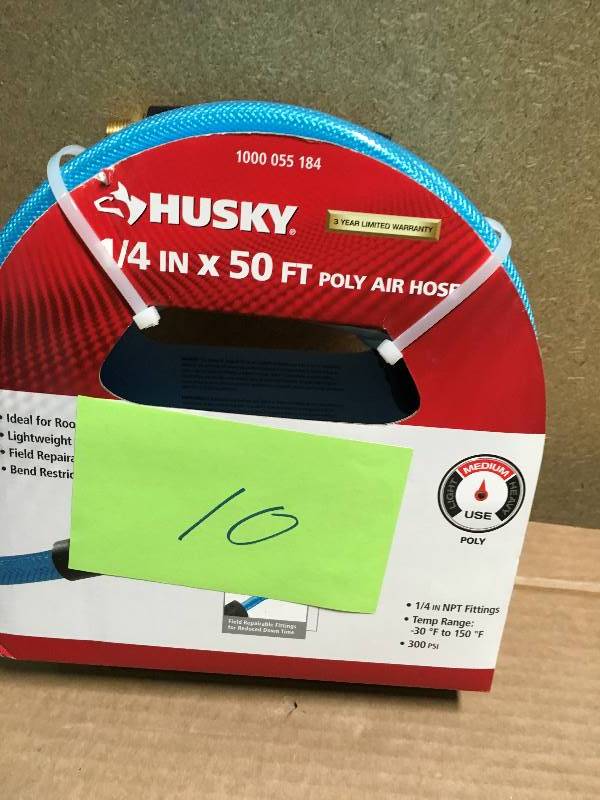 1000 055 184
HUSKY®
3 YEAR LIMITED WARRANTY
1/4 IN X 50 FT POLY AIR HOSE
• Ideal for Roo
• Lightweight
• Field Repaira
• Bend Restric
10
LIGHT MEDIUM HEAVY
USE
POLY
Field Repairable Fittings
for Reduced Down Time
• 1/4 IN NPT Fittings
• Temp Range:
-30 °F to 150 °F
• 300 PSI